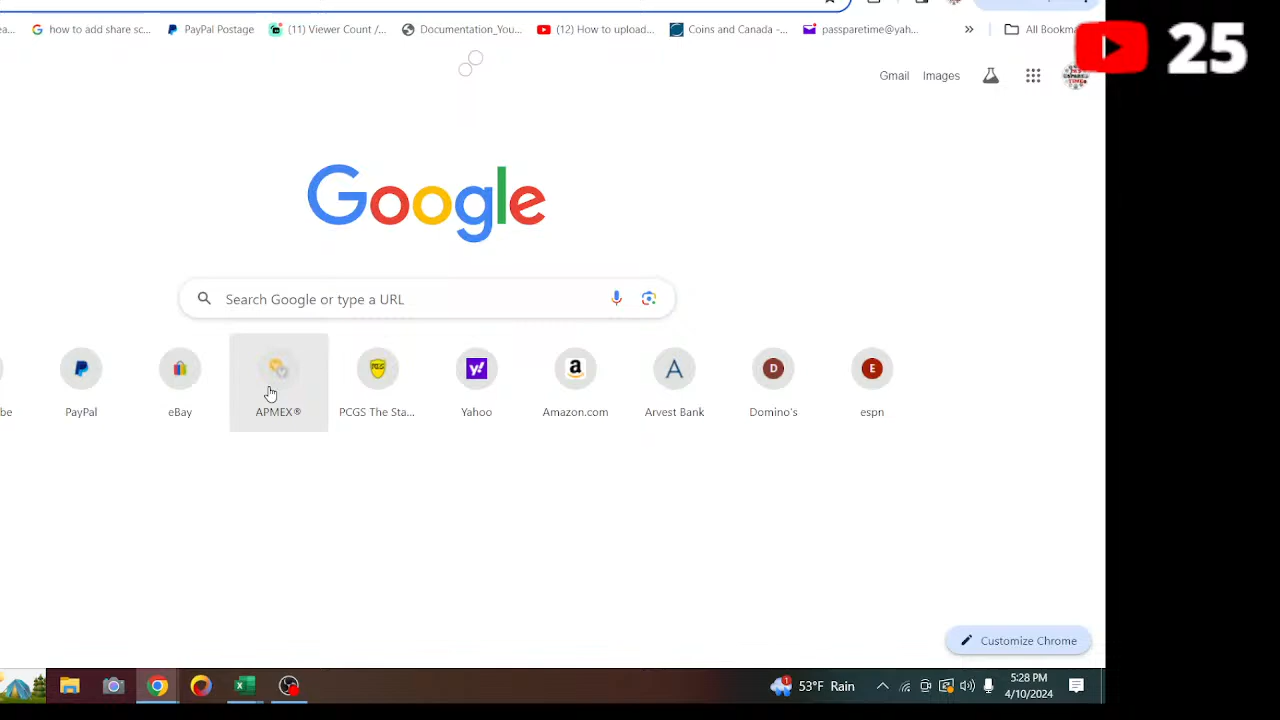 ea...
how to add share sc...
PayPal Postage
(11) Viewer Count /...
Documentation_You...
(12) How to upload...
Coins and Canada -...
passparetime@yah...
»
All Bookma
25
Gmail
Images
Google
Search Google or type a URL
be
PayPal
eBay
APMEX®
PCGS The Sta...
Yahoo
Amazon.com
Arvest Bank
Domino's
espn
Customize Chrome
53°F Rain
5:28 PM
4/10/2024